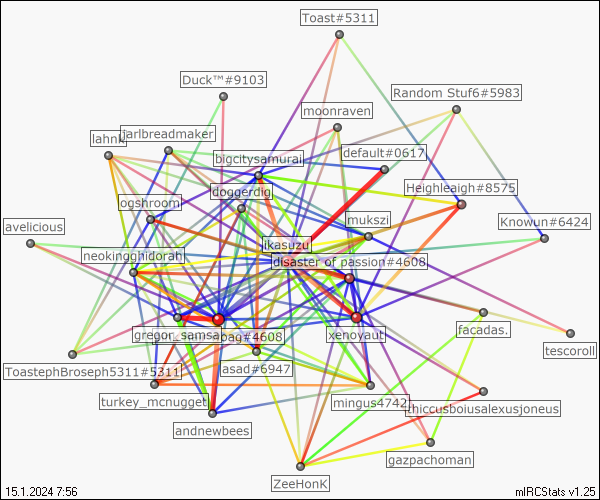 Toast#5311
Duck™#9103
Random Stuf6#5983
moonraven
jarlbreadmaker
lahnk
bigcitysamurai
default#0617
doggerdig
Heighleaigh#8575
ogshroom
mukszi
Knowun#6424
avelicious
ikasuzu
neokingghidorah
disaster of passion#4608
gregor_samsa
bag#4608
xenoyaut
facadas.
tescoroll
ToastephBroseph5311#5311
asad#6947
turkey_mcnugget
mingus4742
thiccusboiusalexusjoneus
andnewbees
gazpachoman
ZeeHonK
15.1.2024 7:56
mIRCStats v1.25